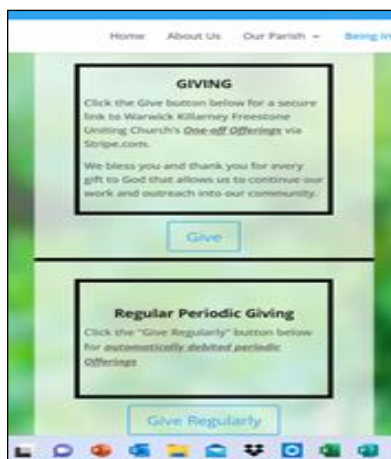 Home About Us Our Parish Being In
GIVING
Click the Give button below for a secure
link to Warwick Killarney Freestone
Uniting Church's One-off Offerings via
Stripe.com.
We bless you and thank you for every
gift to God that allows us to continue our
work and outreach into our community.
Give
Regular Periodic Giving
Click the "Give Regularly" button below
for automatically debited periodic
Offerings
Give Regularly